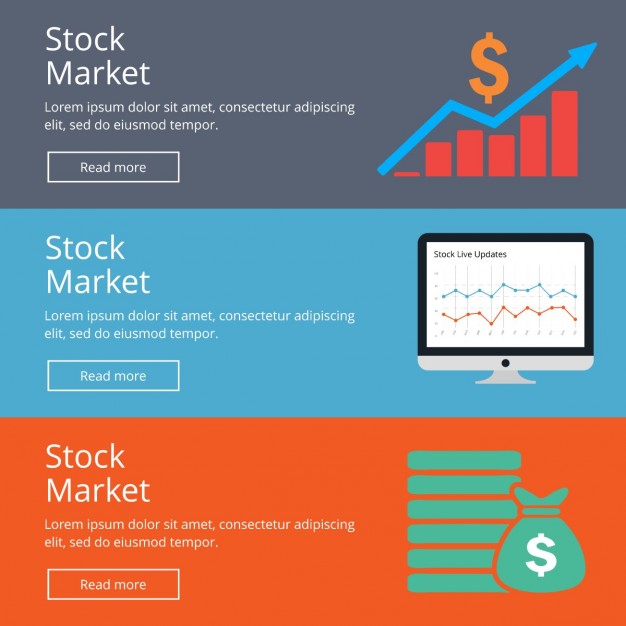 Stock
Market
Lorem ipsum dolor sit amet, consectetur adipiscing
elit, sed do eiusmod tempor.
Read more
$
Stock
Market
Lorem ipsum dolor sit amet, consectetur adipiscing
elit, sed do eiusmod tempor.
Read more
Stock Live Updates
Stock
Market
Lorem ipsum dolor sit amet, consectetur adipiscing
elit, sed do eiusmod tempor.
Read more
$